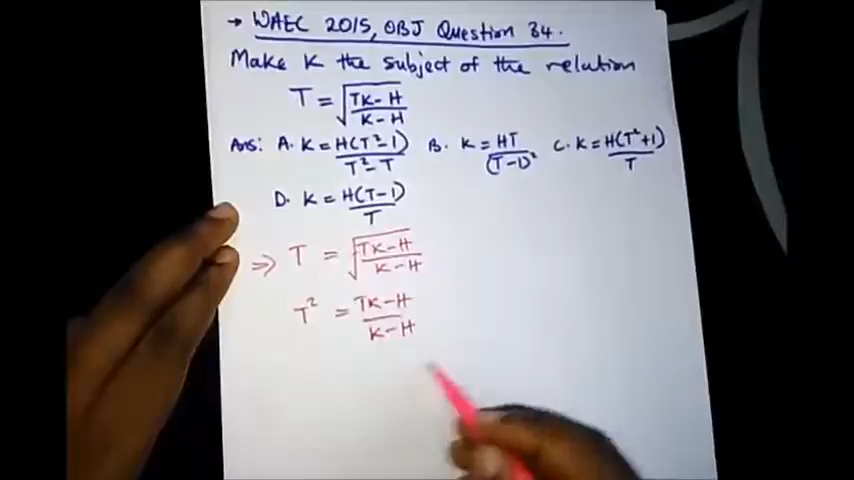 → WAEC 2015, OBJ Question 34.
Make K the subject of the relution
T = √(TK-H / K-H)
Ans: A. K = H(T²-1) / T²-T B. K = HT / (T-1)² C. K = H(T²+1) / T
D. K = H(T-1) / T
⇒ T = √(TK-H / K-H)
T² = TK-H / K-H